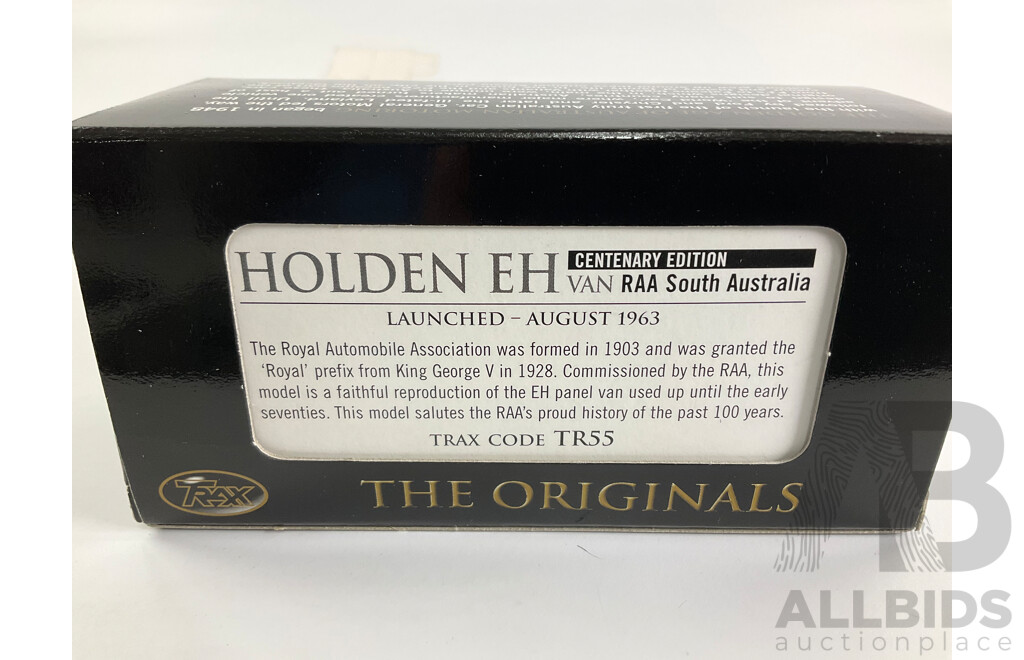 HOLDEN EH CENTENARY EDITION
VAN RAA South Australia
LAUNCHED – AUGUST 1963
The Royal Automobile Association was formed in 1903 and was granted the
‘Royal’ prefix from King George V in 1928. Commissioned by the RAA, this
model is a faithful reproduction of the EH panel van used up until the early
seventies. This model salutes the RAA's proud history of the past 100 years.
TRAX CODE TR55
TRAX
THE ORIGINALS
AB
ALLBIDS
auctionplace